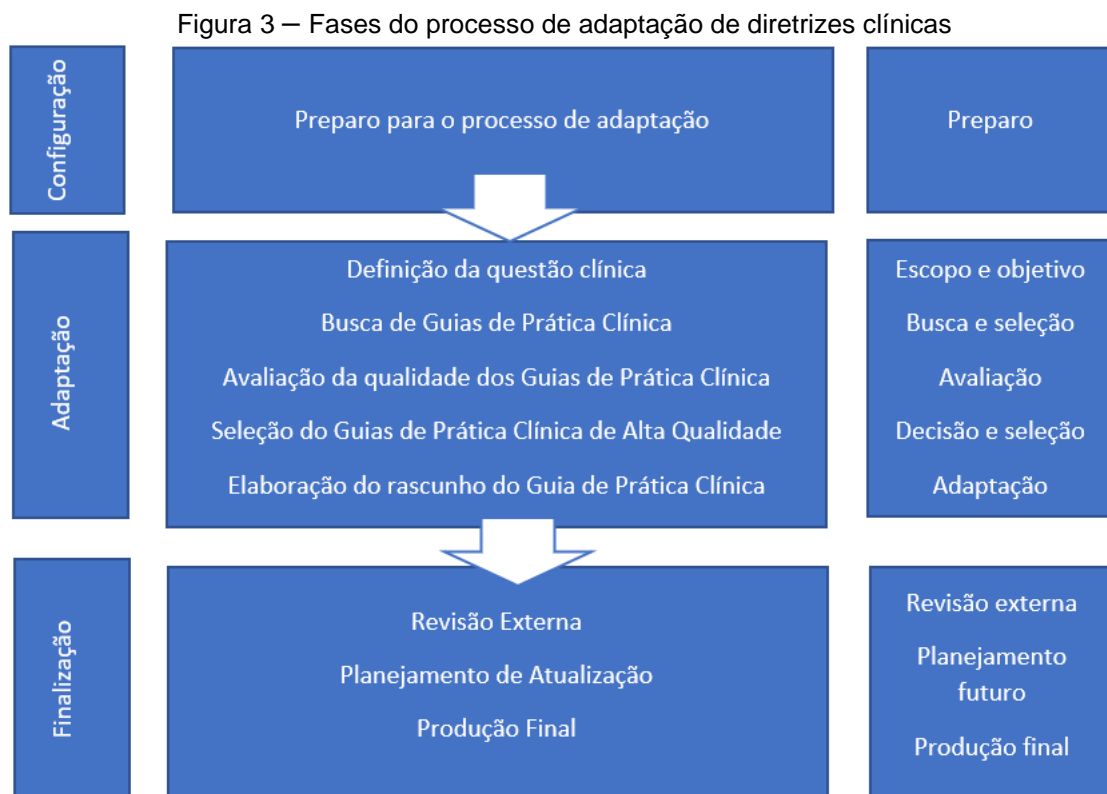 Figura 3 — Fases do processo de adaptação de diretrizes clínicas
Configuração
Preparo para o processo de adaptação
Preparo
Adaptação
Definição da questão clínica
Busca de Guias de Prática Clínica
Avaliação da qualidade dos Guias de Prática Clínica
Seleção do Guias de Prática Clínica de Alta Qualidade
Elaboração do rascunho do Guia de Prática Clínica
Escopo e objetivo
Busca e seleção
Avaliação
Decisão e seleção
Adaptação
Finalização
Revisão Externa
Planejamento de Atualização
Produção Final
Revisão externa
Planejamento
futuro
Produção final